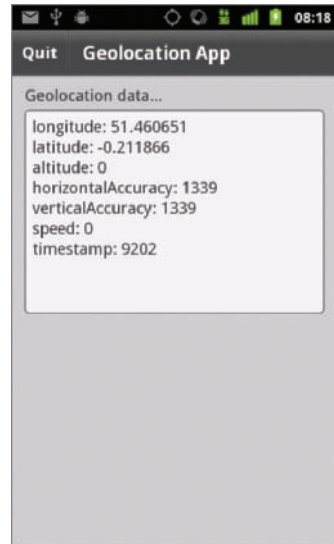 08:18
Quit Geolocation App
Geolocation data...
longitude: 51.460651
latitude: -0.211866
altitude: 0
horizontalAccuracy: 1339
verticalAccuracy: 1339
speed: 0
timestamp: 9202